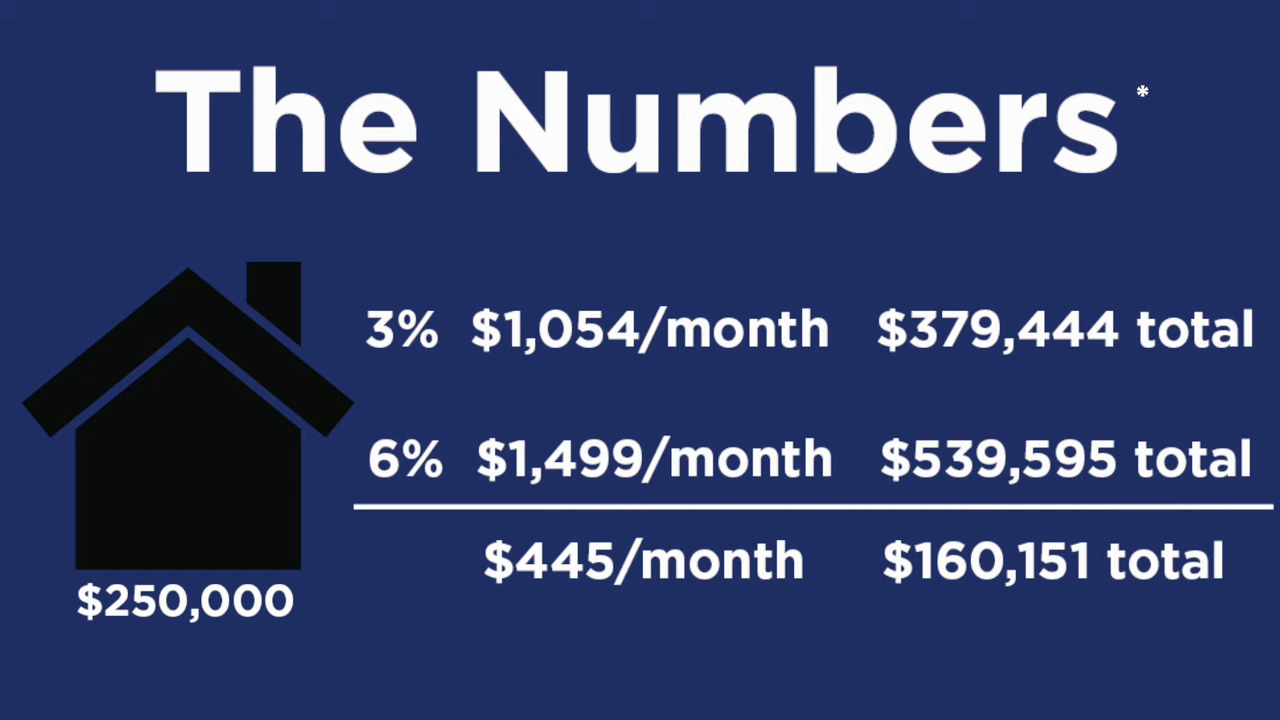 The Numbers*
3% $1,054/month $379,444 total
6% $1,499/month $539,595 total
$445/month $160,151 total
$250,000